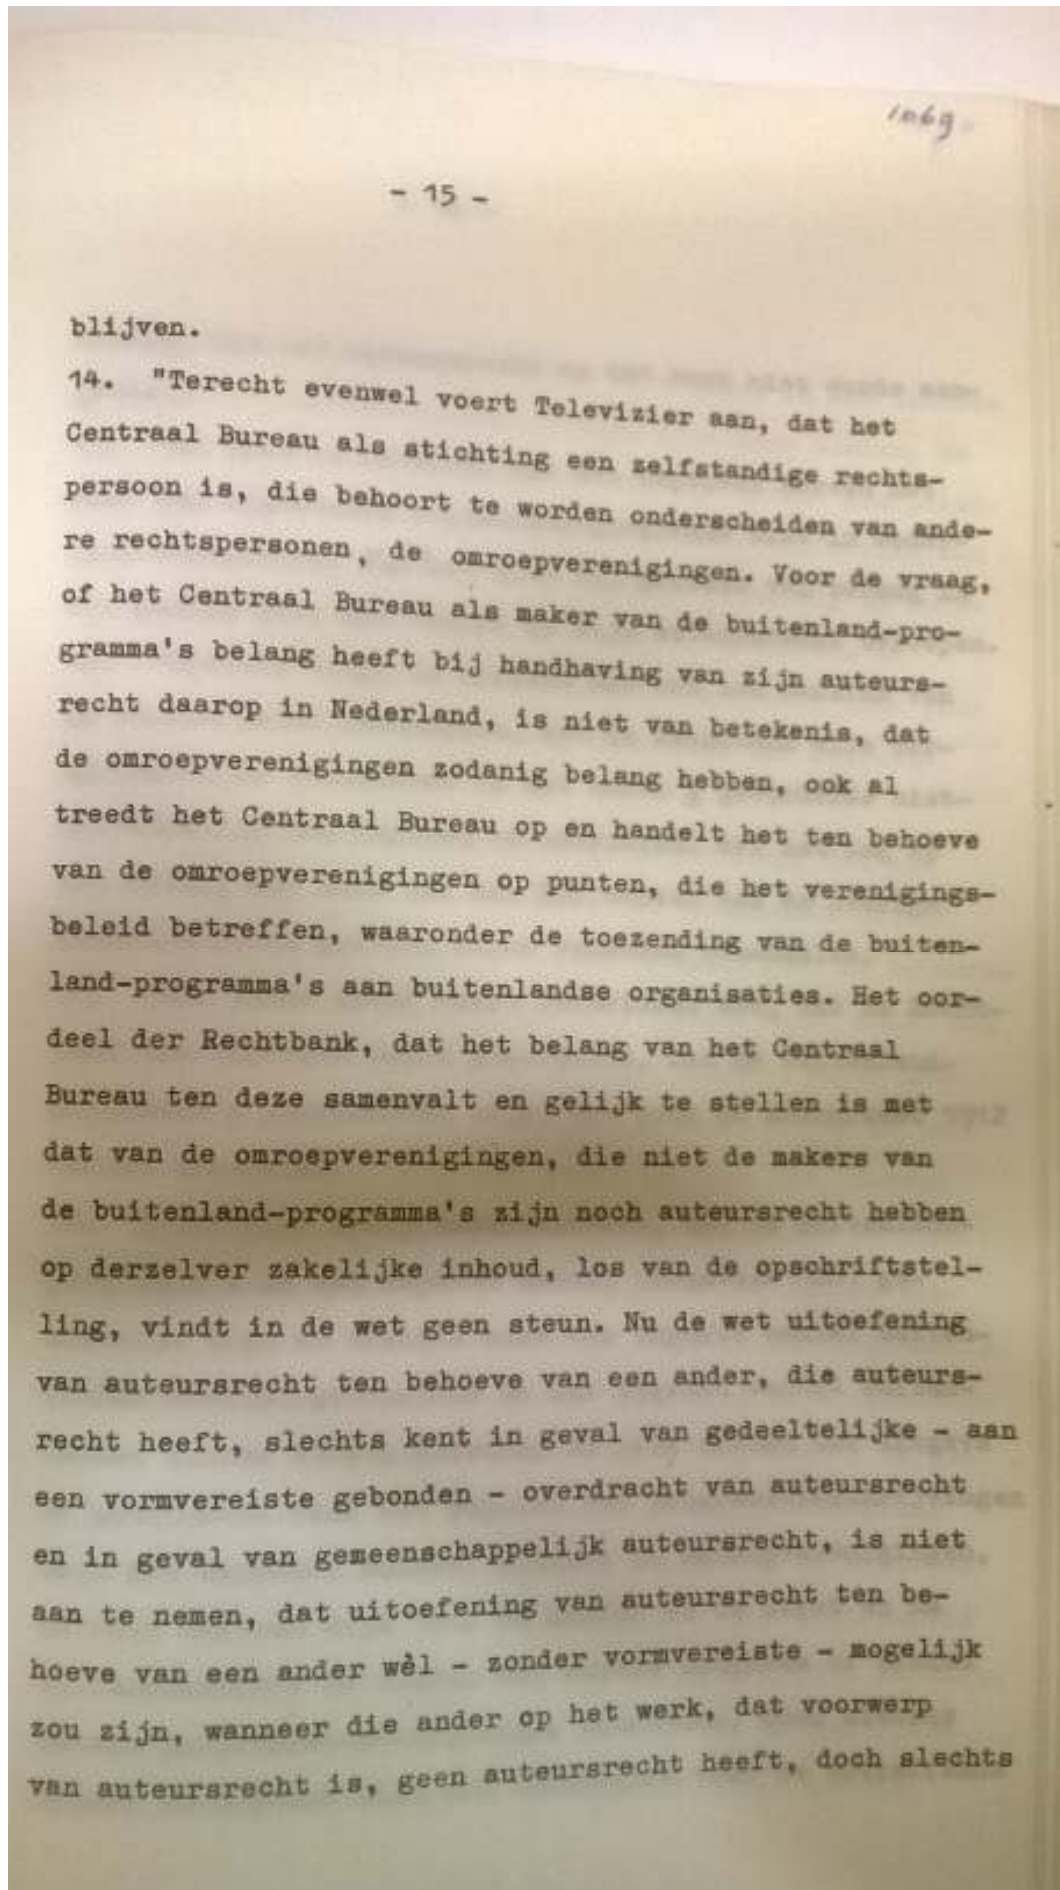 1069
- 15 -
blijven.
14. "Terecht evenwel voert Televizier aan, dat het
Centraal Bureau als stichting een zelfstandige rechts-
persoon is, die behoort te worden onderscheiden van ande-
re rechtspersonen, de omroepverenigingen. Voor de vraag,
of het Centraal Bureau als maker van de buitenland-pro-
gramma's belang heeft bij handhaving van zijn auteurs-
recht daarop in Nederland, is niet van betekenis, dat
de omroepverenigingen zodanig belang hebben, ook al
treedt het Centraal Bureau op en handelt het ten behoeve
van de omroepverenigingen op punten, die het verenigings-
beleid betreffen, waaronder de toezending van de buiten-
land-programma's aan buitenlandse organisaties. Het oor-
deel der Rechtbank, dat het belang van het Centraal
Bureau ten deze samenvalt en gelijk te stellen is met
dat van de omroepverenigingen, die niet de makers van
de buitenland-programma's zijn noch auteursrecht hebben
op derzelver zakelijke inhoud, los van de opschriftstel-
ling, vindt in de wet geen steun. Nu de wet uitoefening
van auteursrecht ten behoeve van een ander, die auteurs-
recht heeft, slechts kent in geval van gedeeltelijke - aan
een vormvereiste gebonden - overdracht van auteursrecht
en in geval van gemeenschappelijk auteursrecht, is niet
aan te nemen, dat uitoefening van auteursrecht ten be-
hoeve van een ander wèl - zonder vormvereiste - mogelijk
zou zijn, wanneer die ander op het werk, dat voorwerp
van auteursrecht is, geen auteursrecht heeft, doch slechts